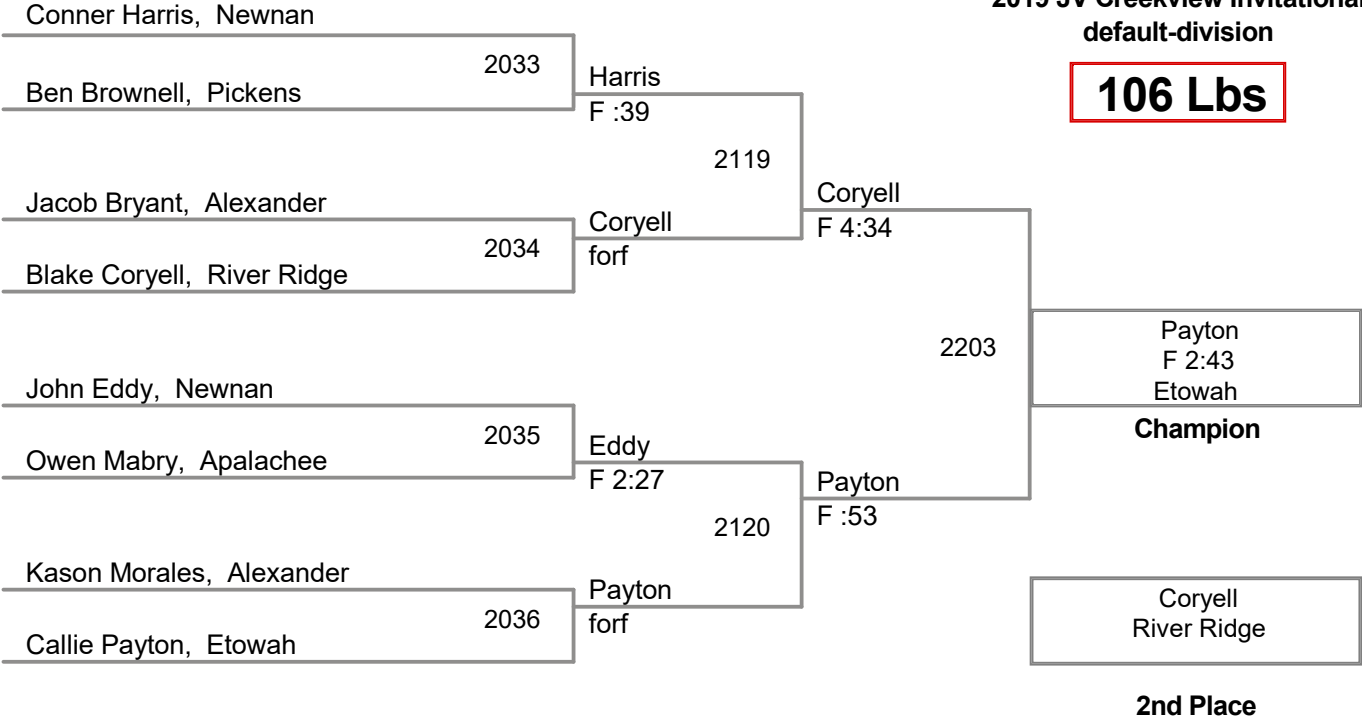 Conner Harris, Newnan
2019 JV Creekview Invitational
default-division
106 Lbs
2033
Ben Brownell, Pickens
Harris
F :39
2119
Jacob Bryant, Alexander
Coryell
F 4:34
Coryell
forf
2034
Blake Coryell, River Ridge
2203
Payton
F 2:43
Etowah
Champion
John Eddy, Newnan
2035
Owen Mabry, Apalachee
Eddy
F 2:27
Payton
F :53
2120
Kason Morales, Alexander
Payton
forf
2036
Callie Payton, Etowah
Coryell
River Ridge
2nd Place